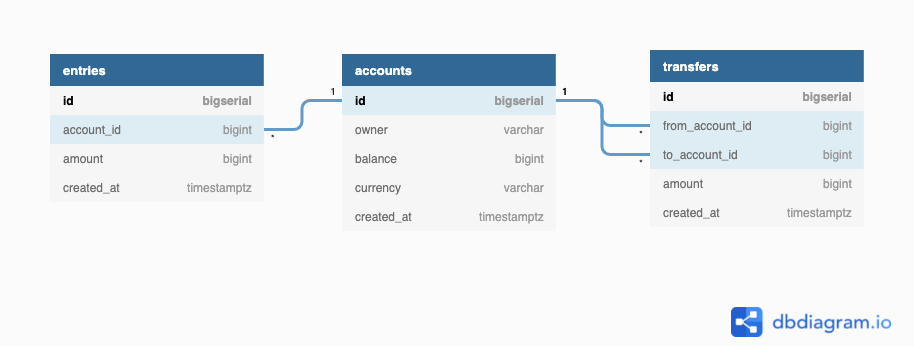 entries
id bigserial
account_id bigint
amount bigint
created_at timestamptz
1
*
accounts
id bigserial
owner varchar
balance bigint
currency varchar
created_at timestamptz
1
*
*
transfers
id bigserial
from_account_id bigint
to_account_id bigint
amount bigint
created_at timestamptz
dbdiagram.io